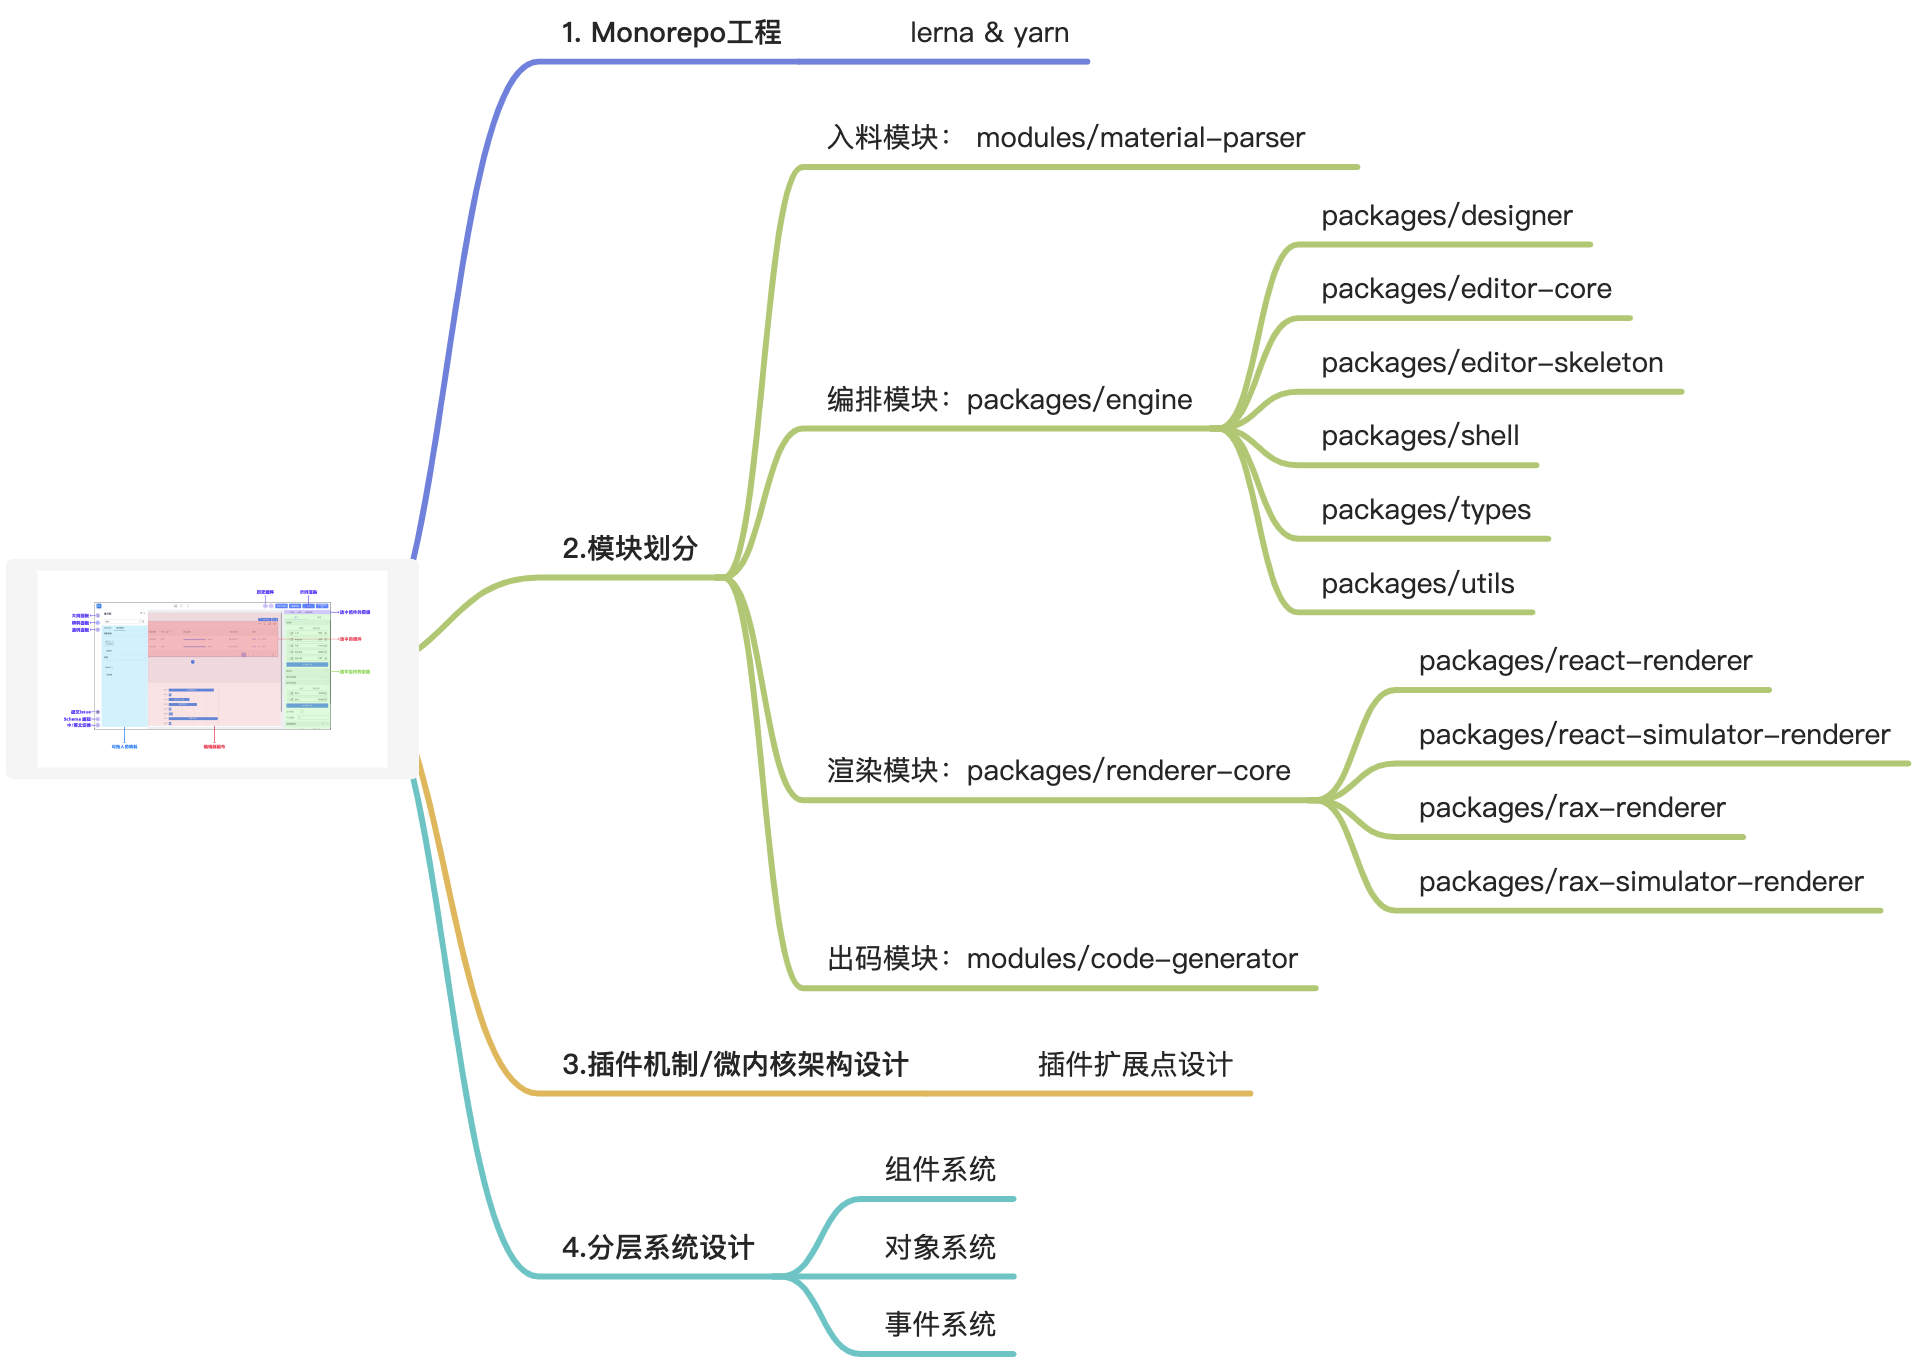 1. Monorepo工程
lerna & yarn
2.模块划分
入料模块： modules/material-parser
编排模块：packages/engine
packages/designer
packages/editor-core
packages/editor-skeleton
packages/shell
packages/types
packages/utils
渲染模块：packages/renderer-core
packages/react-renderer
packages/react-simulator-renderer
packages/rax-renderer
packages/rax-simulator-renderer
出码模块：modules/code-generator
3.插件机制/微内核架构设计
插件扩展点设计
4.分层系统设计
组件系统
对象系统
事件系统